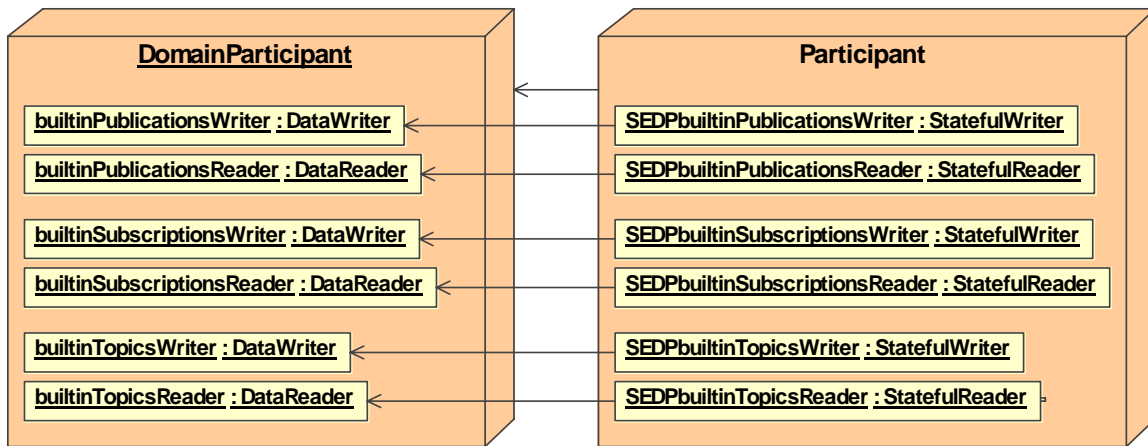 DomainParticipant
builtinPublicationsWriter : DataWriter
builtinPublicationsReader : DataReader
builtinSubscriptionsWriter : DataWriter
builtinSubscriptionsReader : DataReader
builtinTopicsWriter : DataWriter
builtinTopicsReader : DataReader
Participant
SEDPbuiltinPublicationsWriter : StatefulWriter
SEDPbuiltinPublicationsReader : StatefulReader
SEDPbuiltinSubscriptionsWriter : StatefulWriter
SEDPbuiltinSubscriptionsReader : StatefulReader
SEDPbuiltinTopicsWriter : StatefulWriter
SEDPbuiltinTopicsReader : StatefulReader